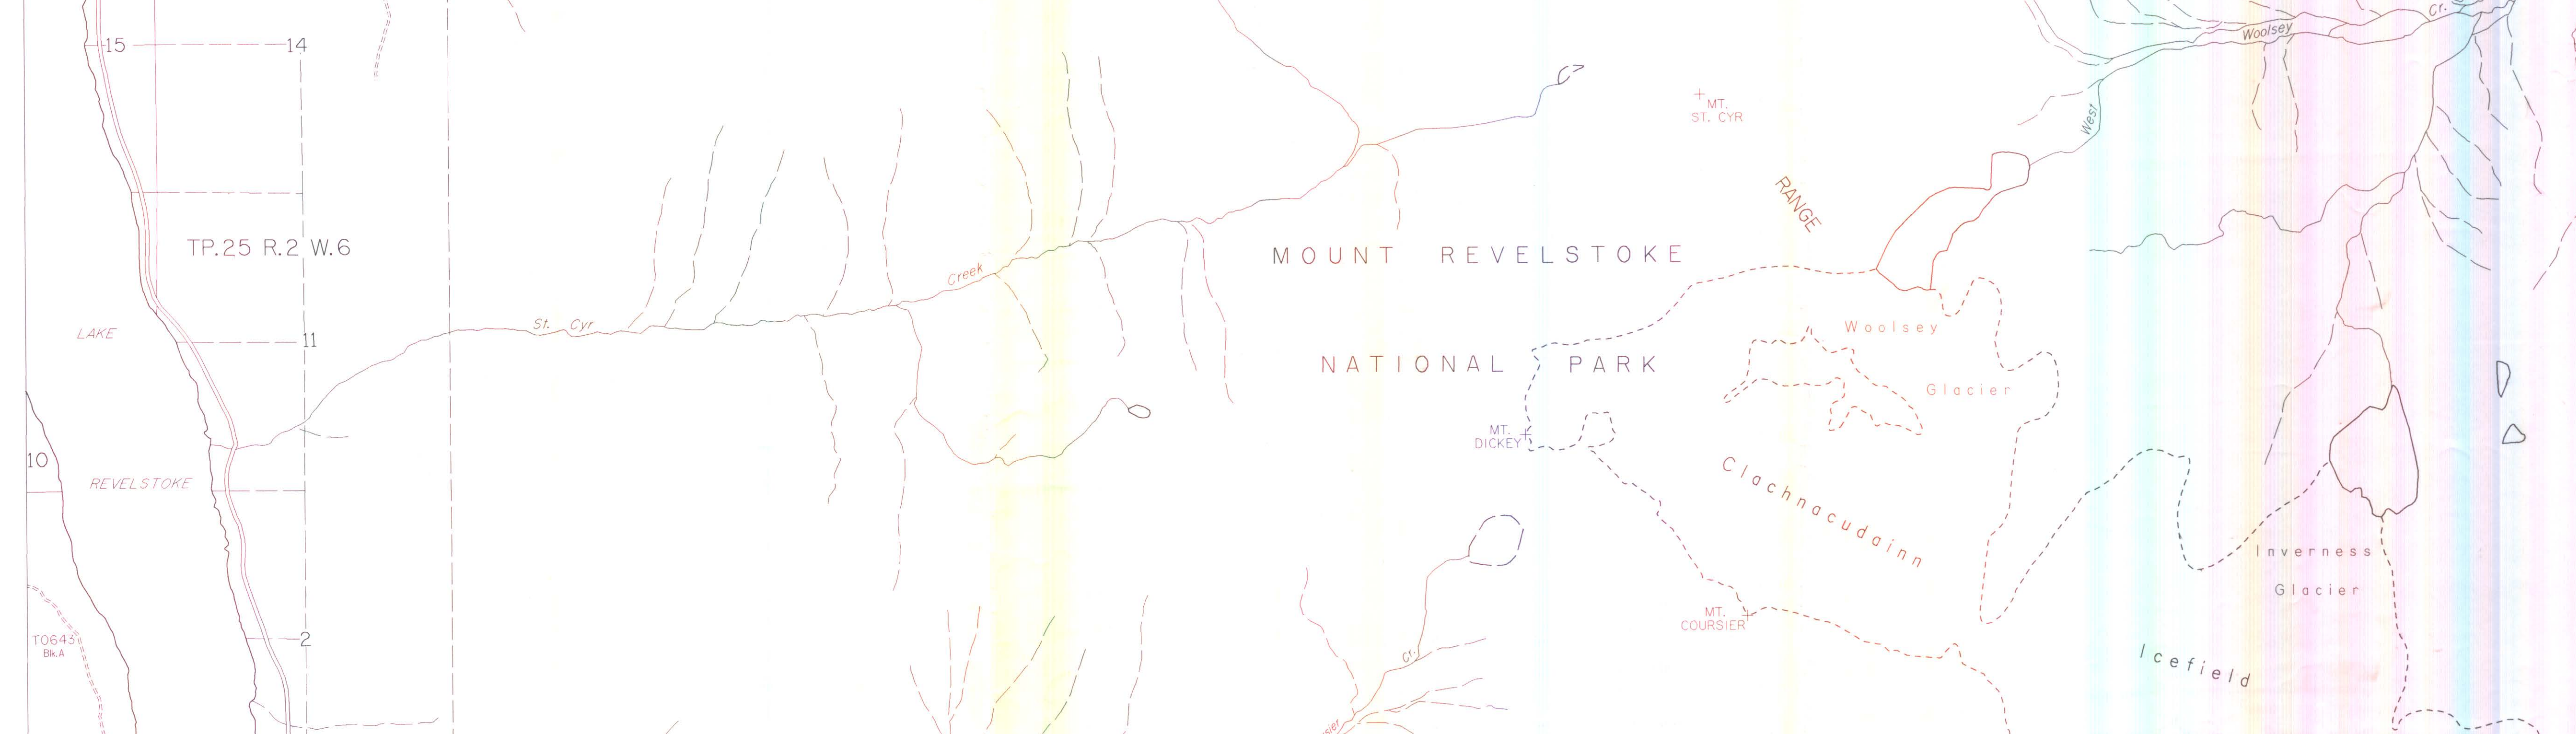 Cr.
Woolsey
15
14
MT.
ST. CYR
West
RANGE
TP.25 R.2 W.6
MOUNT REVELSTOKE
Creek
St. Cyr
Woolsey
LAKE
11
NATIONAL PARK
Glacier
MT.
DICKEY
10
REVELSTOKE
Clachnacudainn
Inverness
Glacier
MT.
COURSIER
T0643
Blk.A
2
Cr.
Icefield
sier